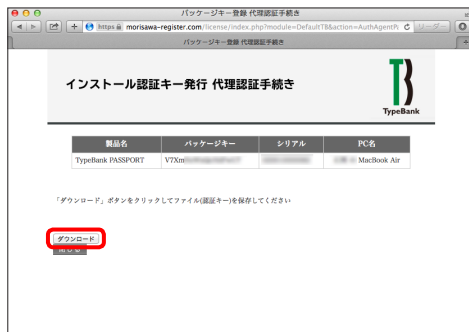 パッケージキー登録 代理認証手続き
https morisawa-register.com/license/index.php?module=DefaultTB&action=AuthAgentP
リーダー
パッケージキー登録 代理認証手続き
インストール認証キー発行 代理認証手続き
TypeBank
製品名 パッケージキー シリアル PC名
TypeBank PASSPORT V7Xm MacBook Air
「ダウンロード」ボタンをクリックしてファイル(認証キー)を保存してください
ダウンロード